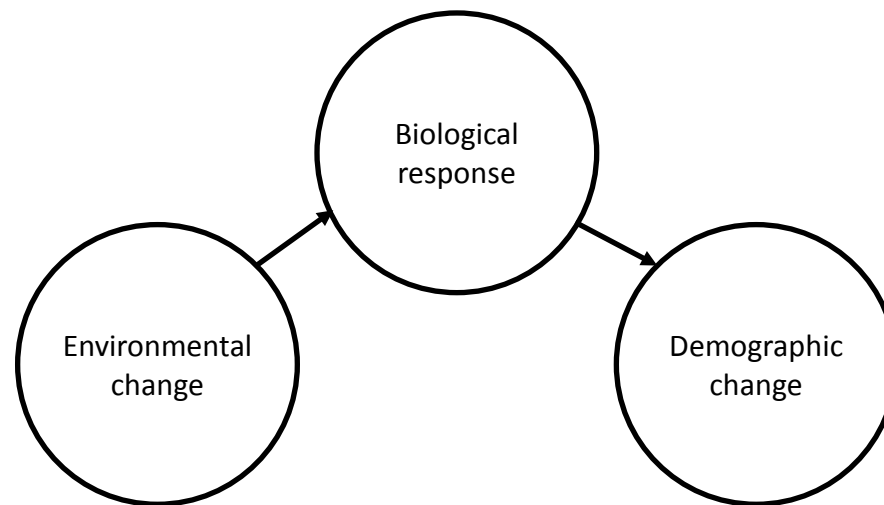 Biological
response
Environmental
change
Demographic
change